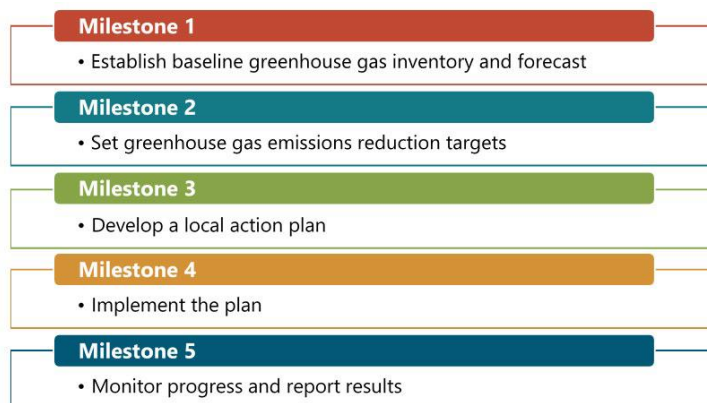 Milestone 1
• Establish baseline greenhouse gas inventory and forecast
Milestone 2
• Set greenhouse gas emissions reduction targets
Milestone 3
• Develop a local action plan
Milestone 4
• Implement the plan
Milestone 5
• Monitor progress and report results